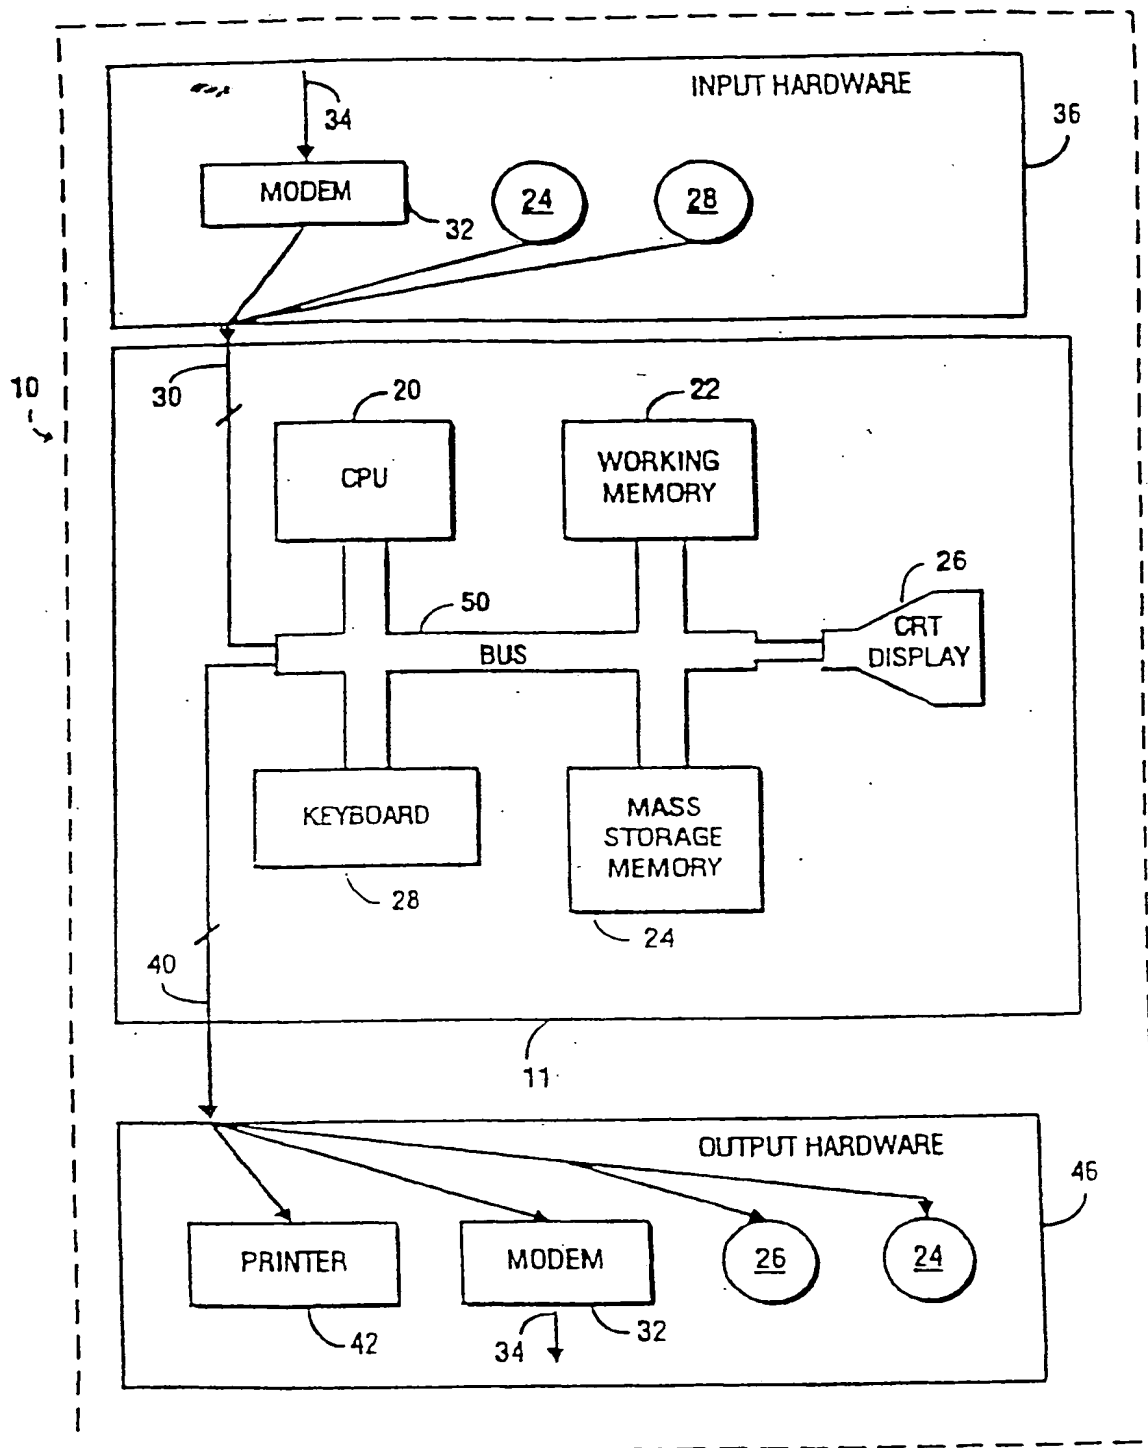 INPUT HARDWARE
34
36
MODEM
24
28
32
10
30
20
22
CPU
WORKING
MEMORY
26
50
CRT
DISPLAY
BUS
KEYBOARD
MASS
STORAGE
MEMORY
28
24
40
11
OUTPUT HARDWARE
46
PRINTER
MODEM
26
24
42
34
32